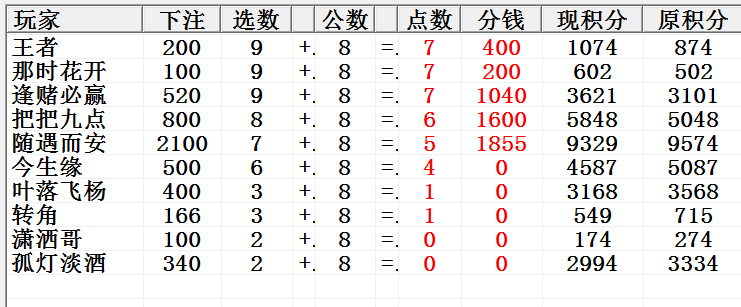 玩家 下注 选数 公数 点数 分钱 现积分 原积分
王者 200 9 +. 8 =. 7 400 1074 874
那时花开 100 9 +. 8 =. 7 200 602 502
逢赌必赢 520 9 +. 8 =. 7 1040 3621 3101
把把九点 800 8 +. 8 =. 6 1600 5848 5048
随遇而安 2100 7 +. 8 =. 5 1855 9329 9574
今生缘 500 6 +. 8 =. 4 0 4587 5087
叶落飞杨 400 3 +. 8 =. 1 0 3168 3568
转角 166 3 +. 8 =. 1 0 549 715
潇洒哥 100 2 +. 8 =. 0 0 174 274
孤灯淡酒 340 2 +. 8 =. 0 0 2994 3334